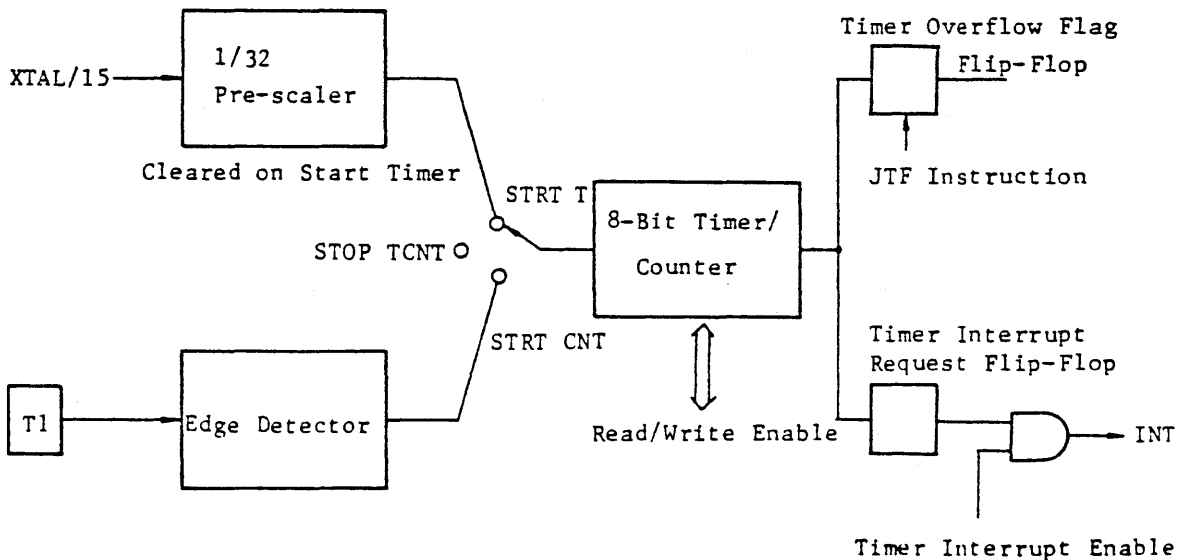 Timer Overflow Flag
Flip-Flop
1/32
Pre-scaler
XTAL/15
Cleared on Start Timer
JTF Instruction
STRT T
8-Bit Timer/
Counter
STOP TCNT
STRT CNT
Timer Interrupt
Request Flip-Flop
T1
Edge Detector
Read/Write Enable
INT
Timer Interrupt Enable